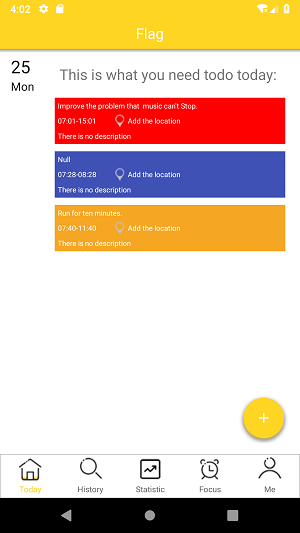 4:02
Flag
25
Mon
This is what you need todo today:
Improve the problem that music can't Stop.
07:01-15:01 Add the location
There is no description
Null
07:28-08:28 Add the location
There is no description
Run for ten minutes.
07:40-11:40 Add the location
There is no description
+
Today History Statistic Focus Me